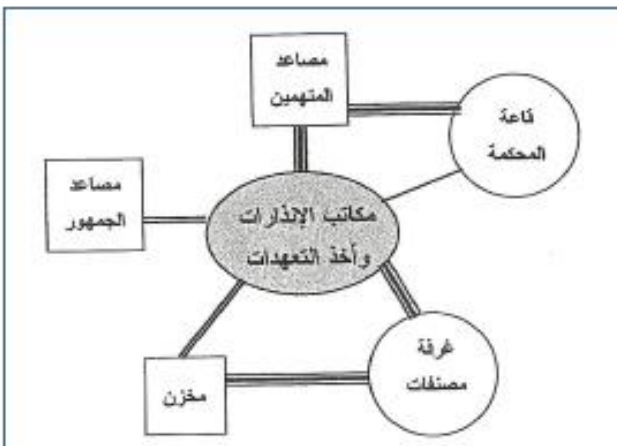 مصاعد
المتهمين
قاعة
المحكمة
مصاعد
الجمهور
مكاتب الإنذارات
وأخذ التعهدات
غرفة
مصنفات
مخزن